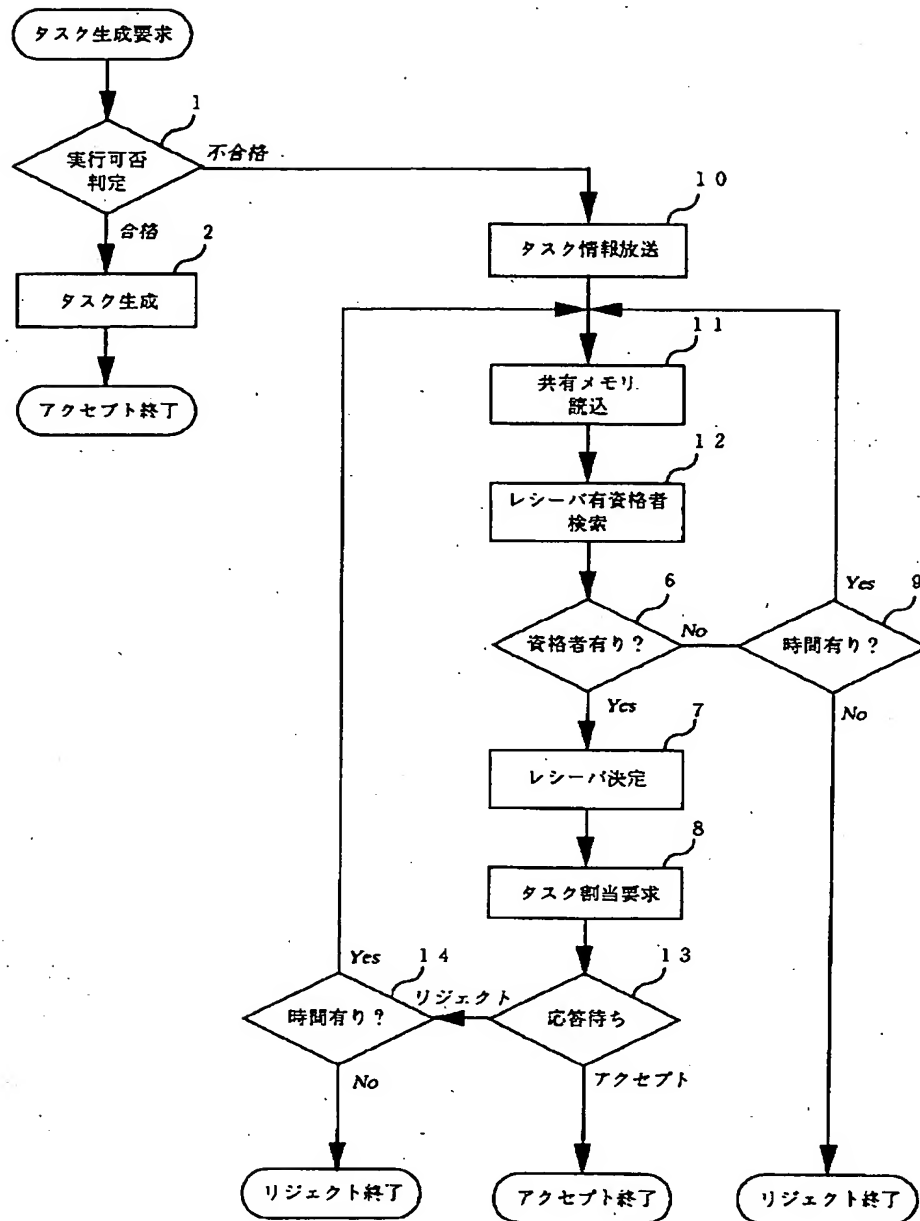 タスク生成要求
1
実行可否
判定
不合格
合格
2
タスク生成
アクセプト終了
10
タスク情報放送
11
共有メモリ
読込
12
レシーバ有資格者
検索
6
資格者有り?
No
Yes
9
時間有り?
Yes
No
7
レシーバ決定
8
タスク割当要求
13
応答待ち
リジェクト
アクセプト
14
時間有り?
Yes
No
リジェクト終了
アクセプト終了
リジェクト終了